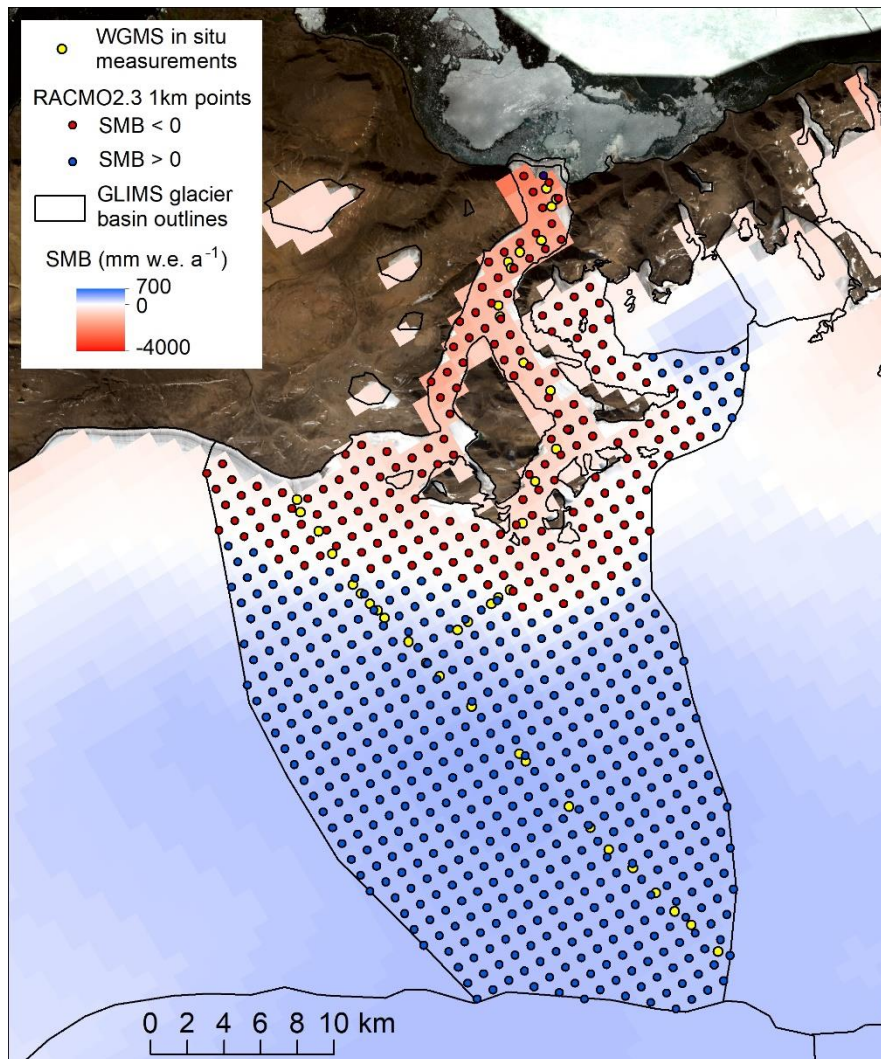 WGMS in situ
measurements
RACMO2.3 1km points
SMB < 0
SMB > 0
GLIMS glacier
basin outlines
SMB (mm w.e. a⁻¹)
700
0
-4000
0 2 4 6 8 10 km